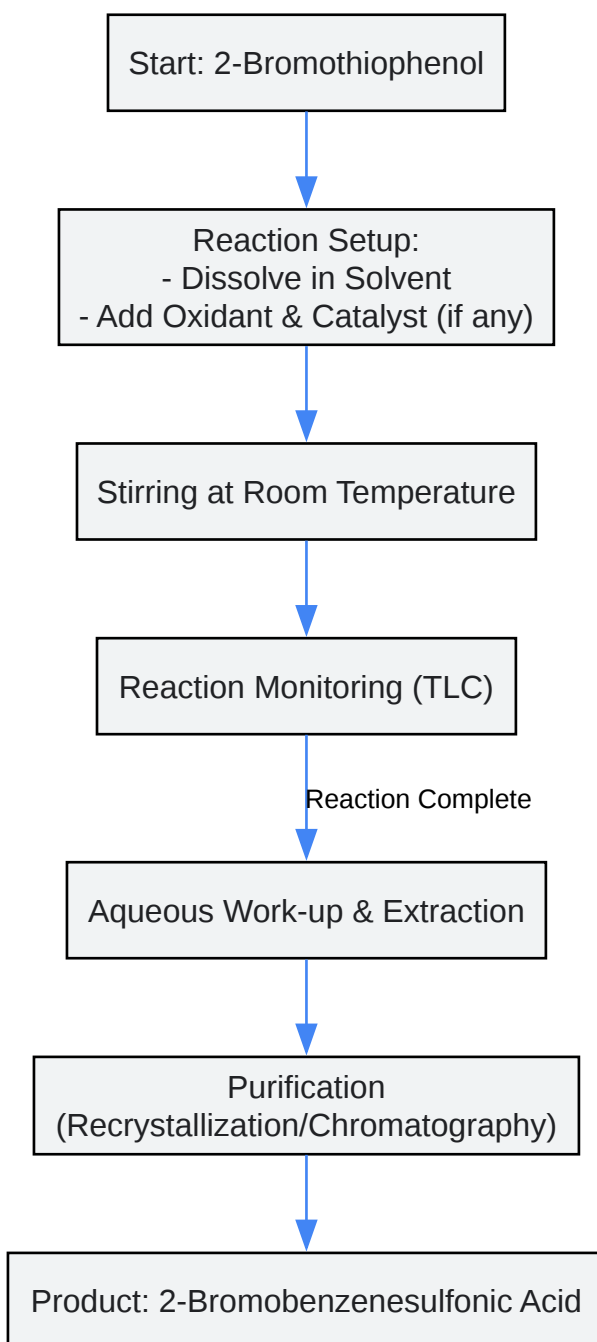 Start: 2-Bromothiophenol
Reaction Setup:
- Dissolve in Solvent
- Add Oxidant & Catalyst (if any)
Stirring at Room Temperature
Reaction Monitoring (TLC)
Reaction Complete
Aqueous Work-up & Extraction
Purification
(Recrystallization/Chromatography)
Product: 2-Bromobenzenesulfonic Acid